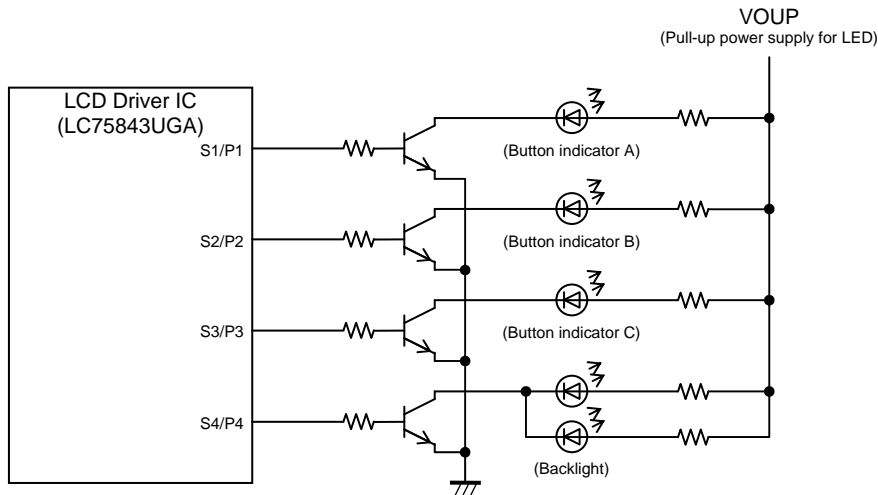 VOUP
(Pull-up power supply for LED)
LCD Driver IC
(LC75843UGA)
S1/P1
(Button indicator A)
S2/P2
(Button indicator B)
S3/P3
(Button indicator C)
S4/P4
(Backlight)